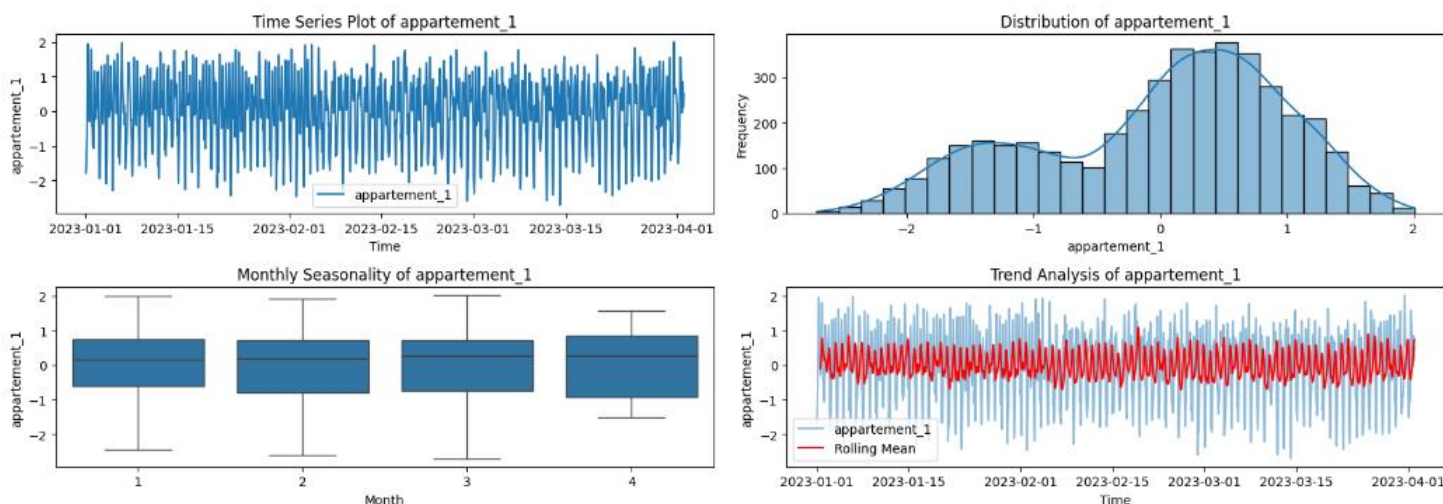 Time Series Plot of appartement_1
2
1
0
−1
−2
appartement_1
appartement_1
2023-01-01 2023-01-15 2023-02-01 2023-02-15 2023-03-01 2023-03-15 2023-04-01
Time
Distribution of appartement_1
300
200
100
0
Frequency
−2 −1 0 1 2
appartement_1
Monthly Seasonality of appartement_1
2
1
0
−1
−2
appartement_1
1 2 3 4
Month
Trend Analysis of appartement_1
2
1
0
−1
−2
appartement_1
appartement_1
Rolling Mean
2023-01-01 2023-01-15 2023-02-01 2023-02-15 2023-03-01 2023-03-15 2023-04-01
Time